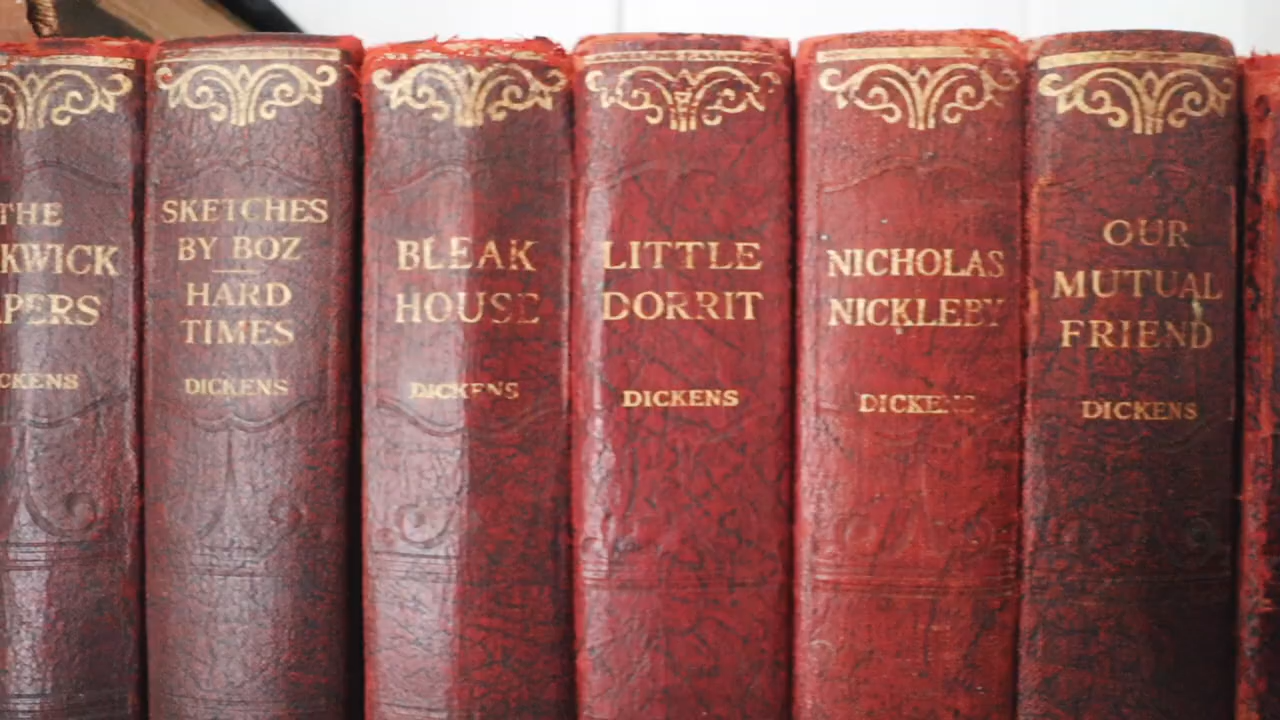 THE
KWICK
PERS
CKENS
SKETCHES
BY BOZ
HARD
TIMES
DICKENS
BLEAK
HOUSE
DICKENS
LITTLE
DORRIT
DICKENS
NICHOLAS
NICKLEBY
DICKENS
OUR
MUTUAL
FRIEND
DICKENS